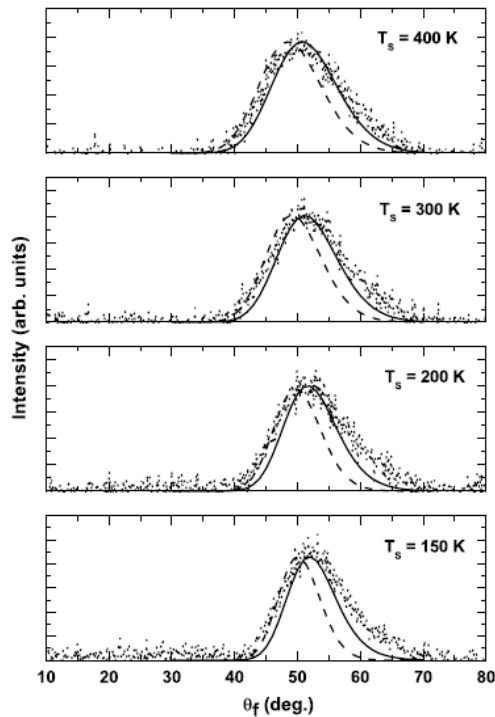 T_S = 400 K
T_S = 300 K
Intensity (arb. units)
T_S = 200 K
T_S = 150 K
10 20 30 40 50 60 70 80
θ_f (deg.)